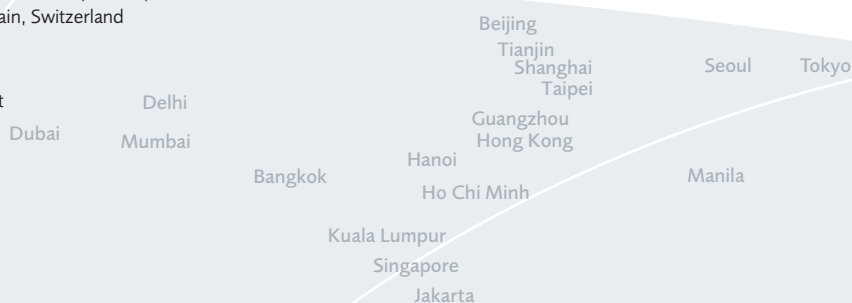 Switzerland
Beijing
Tianjin
Shanghai
Seoul
Tokyo
Taipei
Delhi
Guangzhou
Dubai
Mumbai
Hong Kong
Hanoi
Bangkok
Manila
Ho Chi Minh
Kuala Lumpur
Singapore
Jakarta